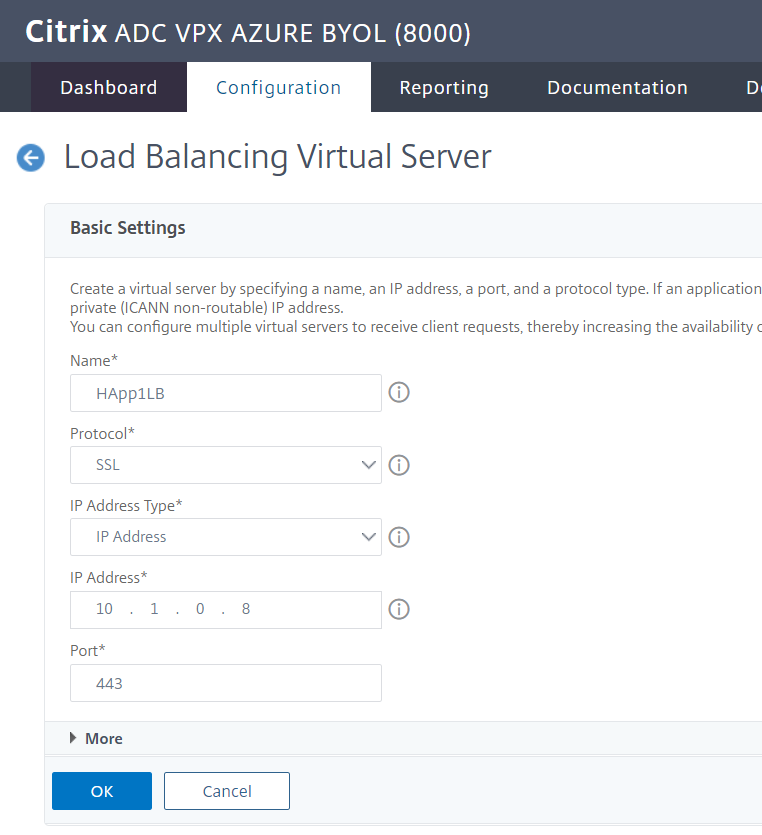 Citrix ADC VPX AZURE BYOL (8000)
Dashboard Configuration Reporting Documentation
Load Balancing Virtual Server
Basic Settings
Create a virtual server by specifying a name, an IP address, a port, and a protocol type. If an application
private (ICANN non-routable) IP address.
You can configure multiple virtual servers to receive client requests, thereby increasing the availability
Name*
HApp1LB
Protocol*
SSL
IP Address Type*
IP Address
IP Address*
10 . 1 . 0 . 8
Port*
443
More
OK Cancel